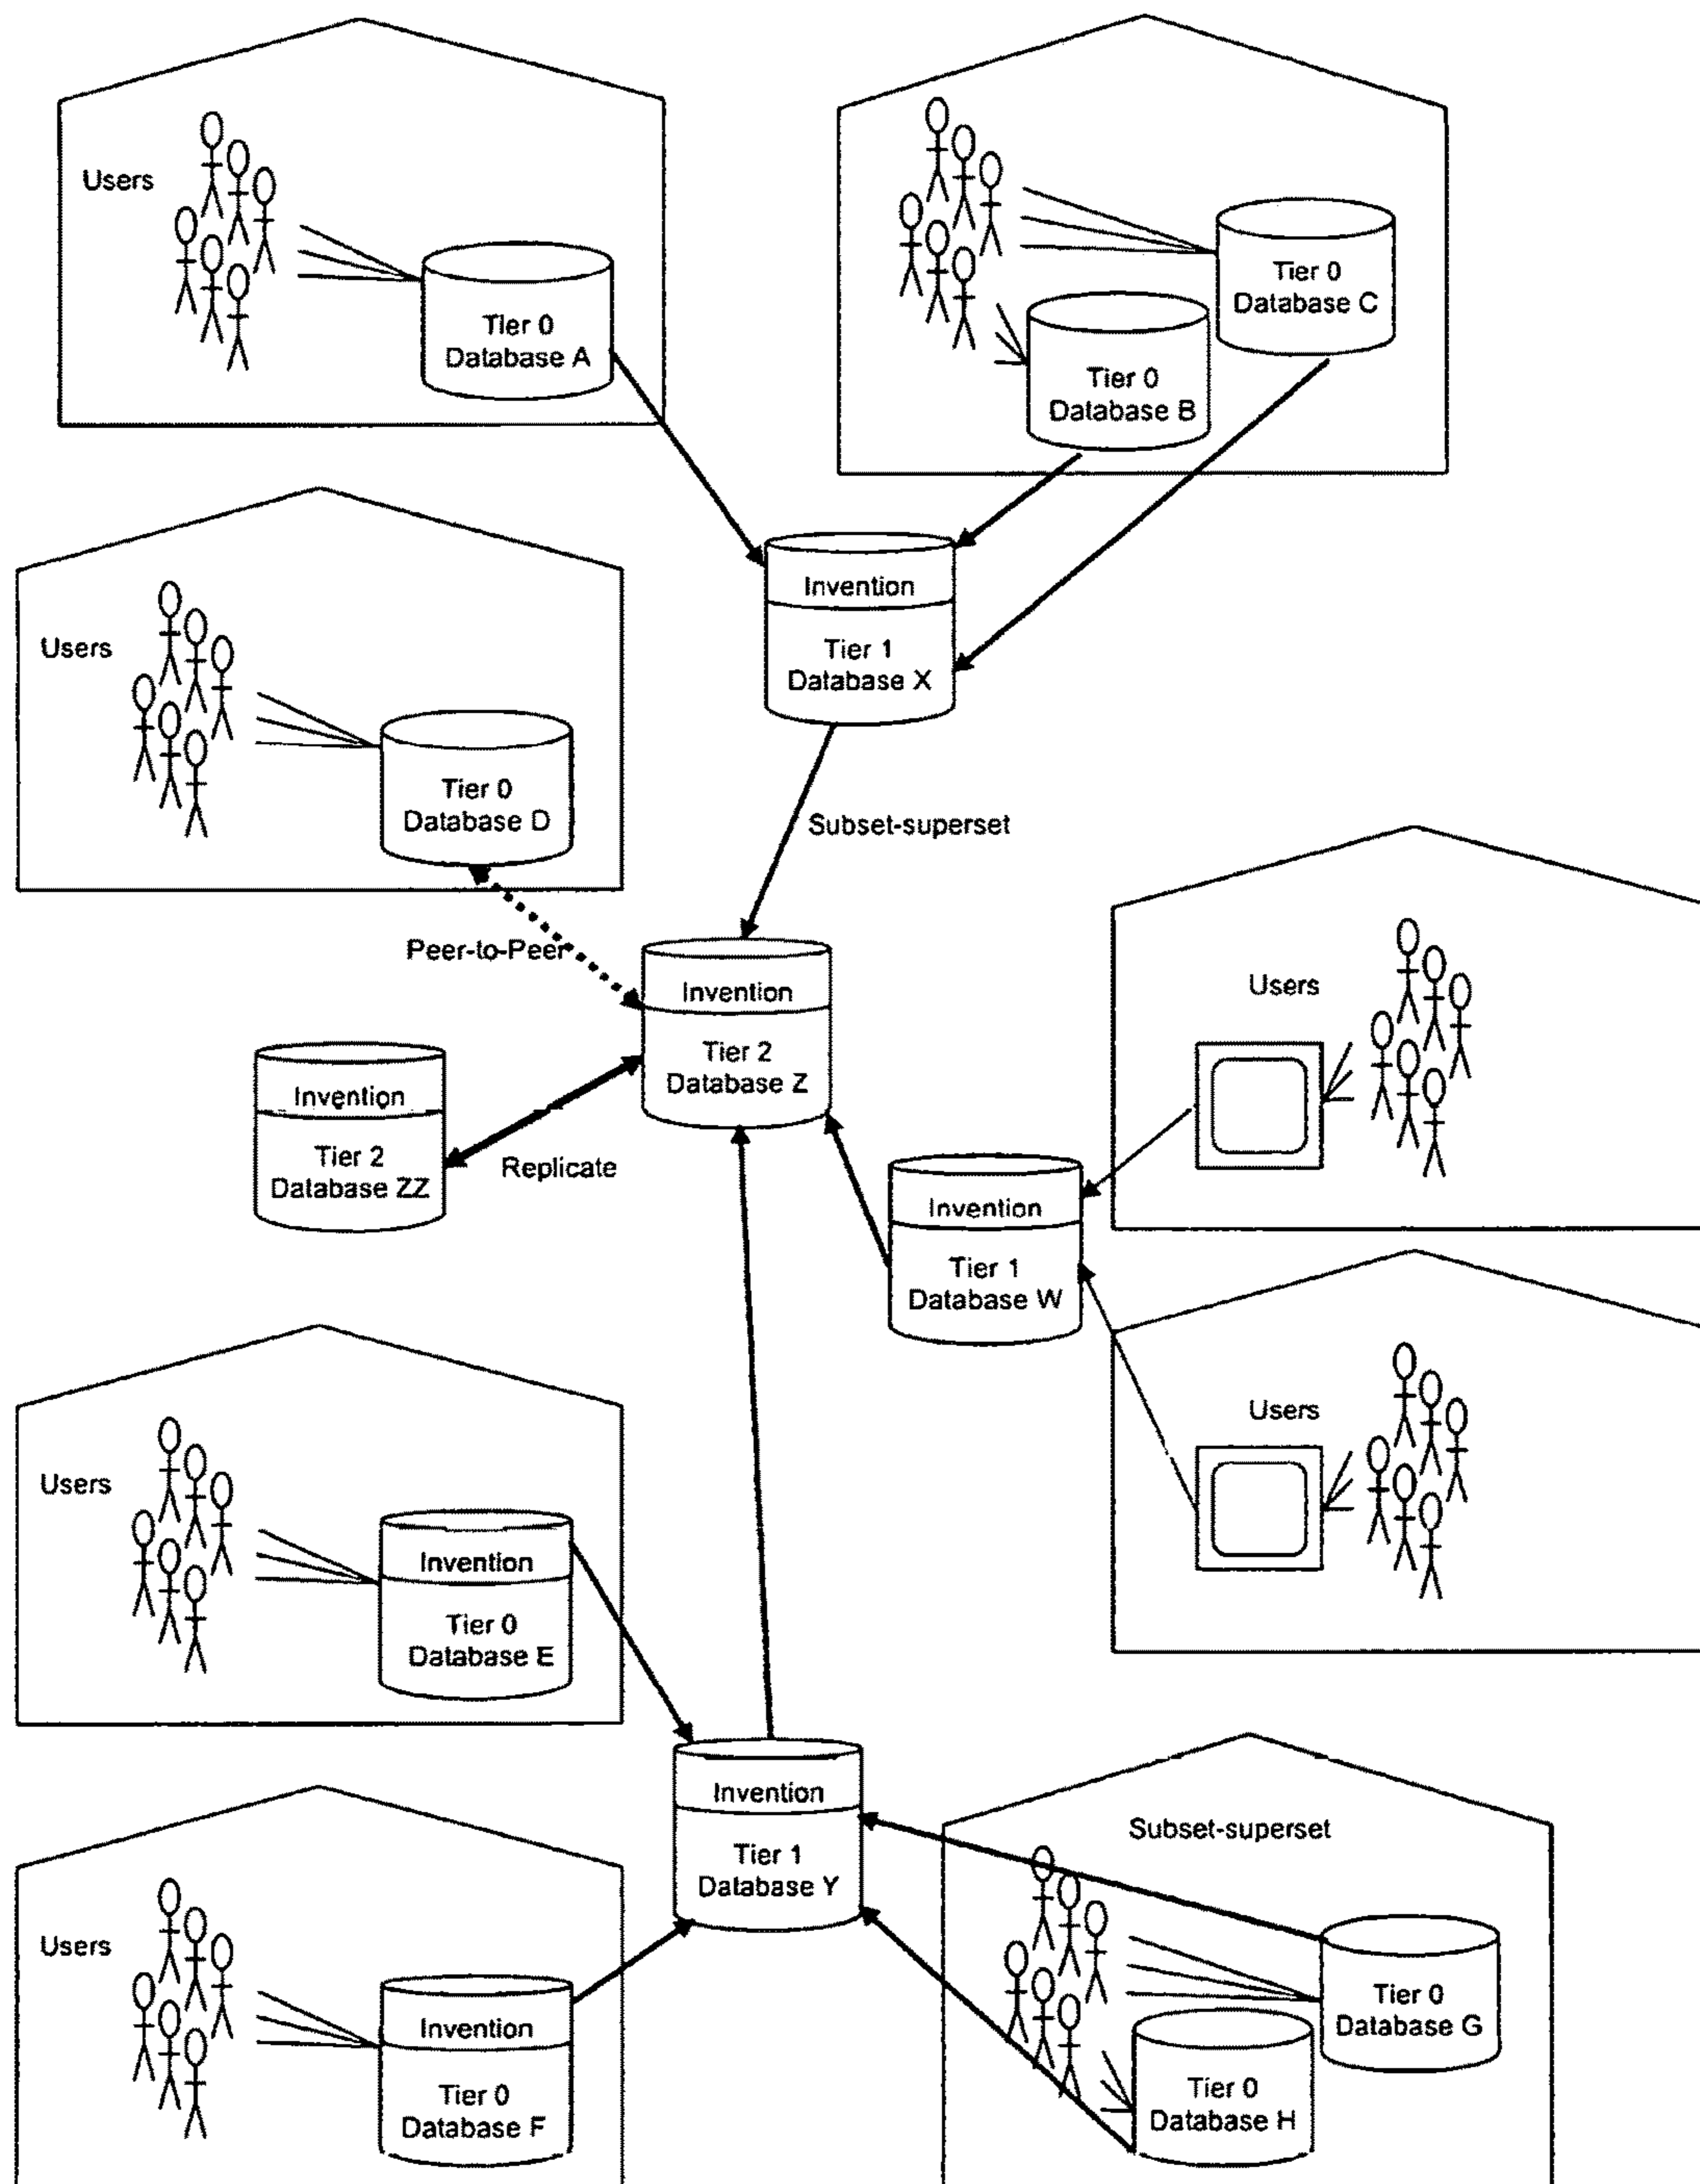 Users
Tier 0
Database A
Tier 0
Database C
Tier 0
Database B
Invention
Tier 1
Database X
Users
Tier 0
Database D
Subset-superset
Peer-to-Peer
Invention
Tier 2
Database Z
Users
Invention
Tier 2
Database ZZ
Replicate
Invention
Tier 1
Database W
Users
Users
Invention
Tier 0
Database E
Invention
Tier 1
Database Y
Subset-superset
Users
Invention
Tier 0
Database F
Tier 0
Database G
Tier 0
Database H